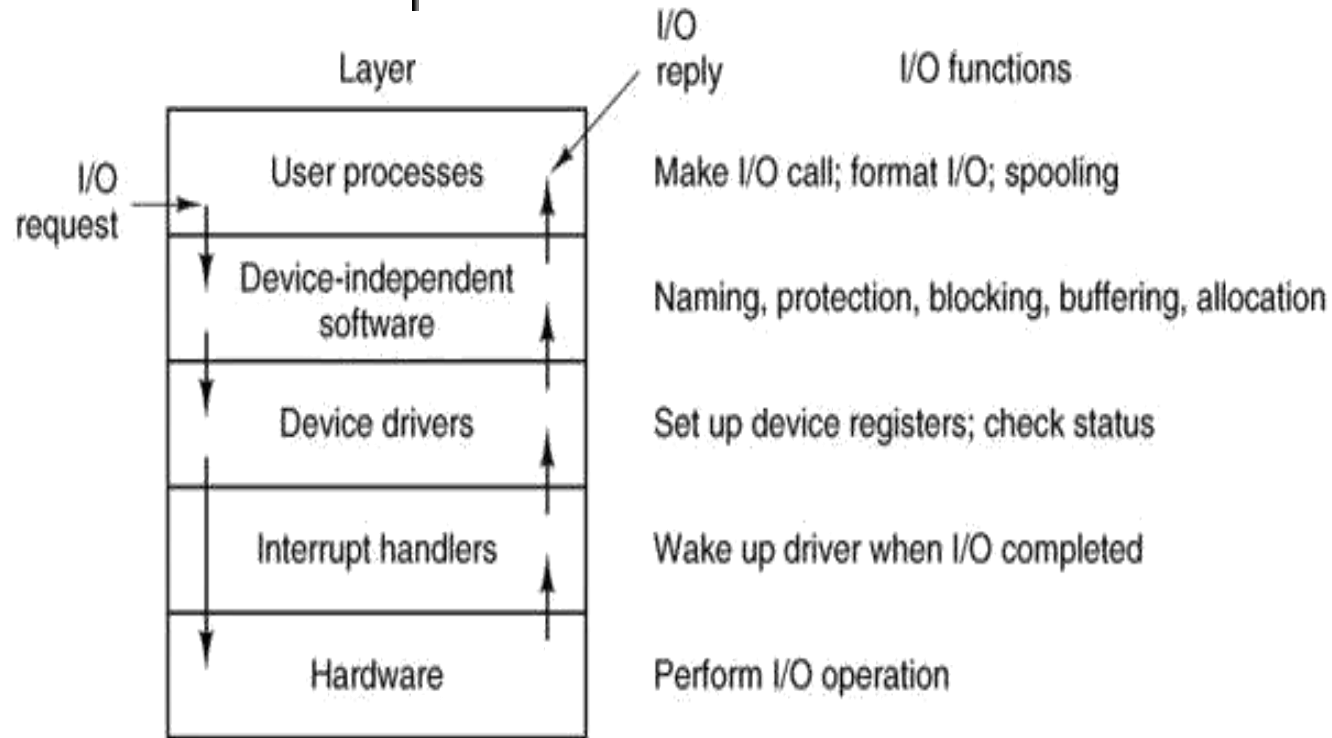 I/O
reply
Layer
I/O functions
I/O
request
User processes
Make I/O call; format I/O; spooling
Device-independent
software
Naming, protection, blocking, buffering, allocation
Device drivers
Set up device registers; check status
Interrupt handlers
Wake up driver when I/O completed
Hardware
Perform I/O operation